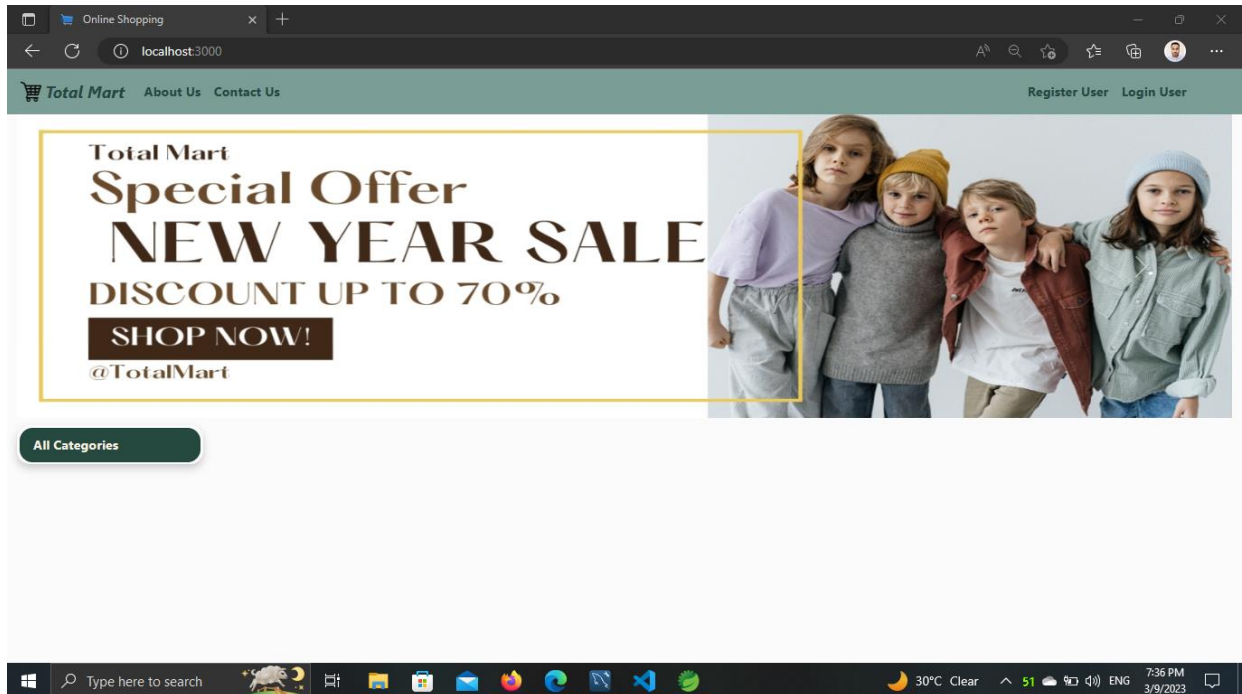 Online Shopping
localhost:3000
Total Mart About Us Contact Us Register User Login User
Total Mart
Special Offer
NEW YEAR SALE
DISCOUNT UP TO 70%
SHOP NOW!
@TotalMart
All Categories
Type here to search 30°C Clear 51 ENG 7:36 PM
3/9/2023